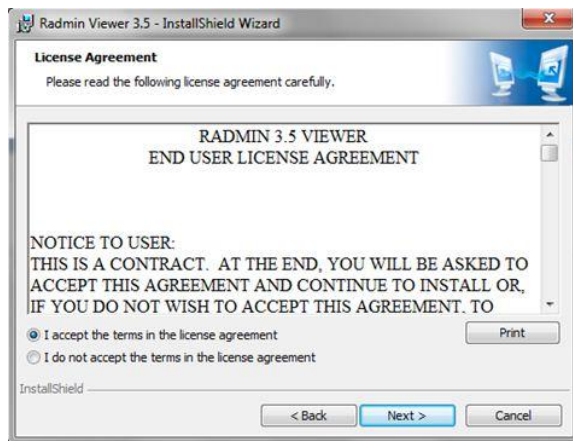 Radmin Viewer 3.5 - InstallShield Wizard
License Agreement
Please read the following license agreement carefully.
RADMIN 3.5 VIEWER
END USER LICENSE AGREEMENT
NOTICE TO USER:
THIS IS A CONTRACT. AT THE END, YOU WILL BE ASKED TO
ACCEPT THIS AGREEMENT AND CONTINUE TO INSTALL OR,
IF YOU DO NOT WISH TO ACCEPT THIS AGREEMENT, TO
I accept the terms in the license agreement
Print
I do not accept the terms in the license agreement
InstallShield
< Back Next > Cancel